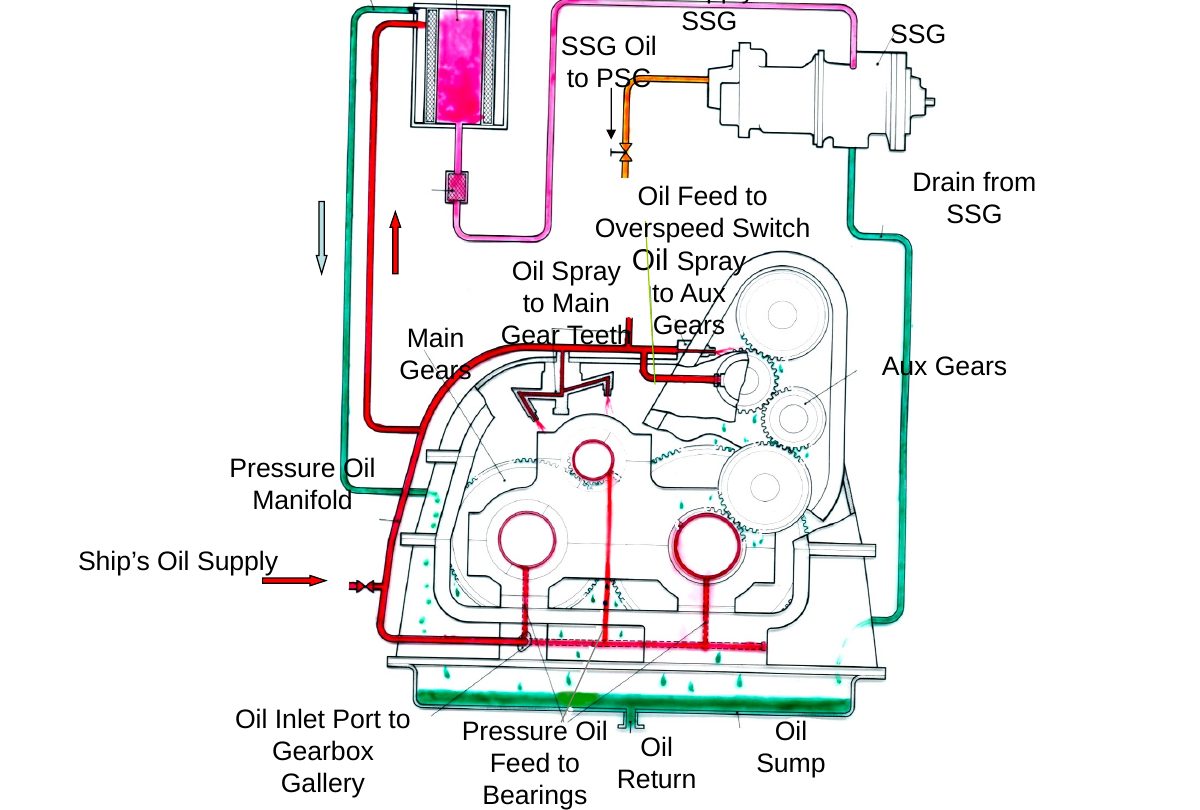 SSG
SSG Oil
to PSC
SSG
Drain from
SSG
Oil Feed to
Overspeed Switch
Oil Spray
to Aux
Gears
Oil Spray
to Main
Gear Teeth
Main
Gears
Aux Gears
Pressure Oil
Manifold
Ship's Oil Supply
Oil Inlet Port to
Gearbox
Gallery
Pressure Oil
Feed to
Bearings
Oil
Return
Oil
Sump